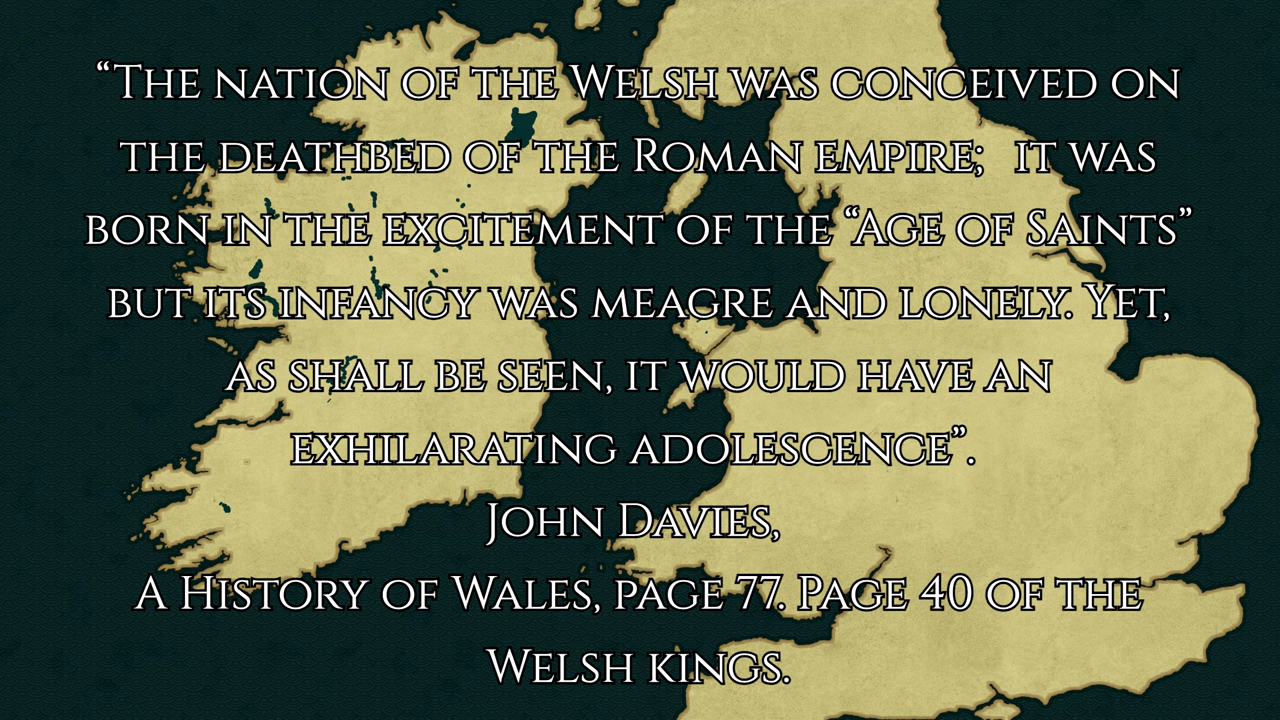 “The nation of the Welsh was conceived on
the deathbed of the Roman empire;  it was
born in the excitement of the “Age of Saints”
but its infancy was meagre and lonely. Yet,
as shall be seen, it would have an
exhilarating adolescence”.
John Davies,
A History of Wales, page 77. Page 40 of the
Welsh kings.